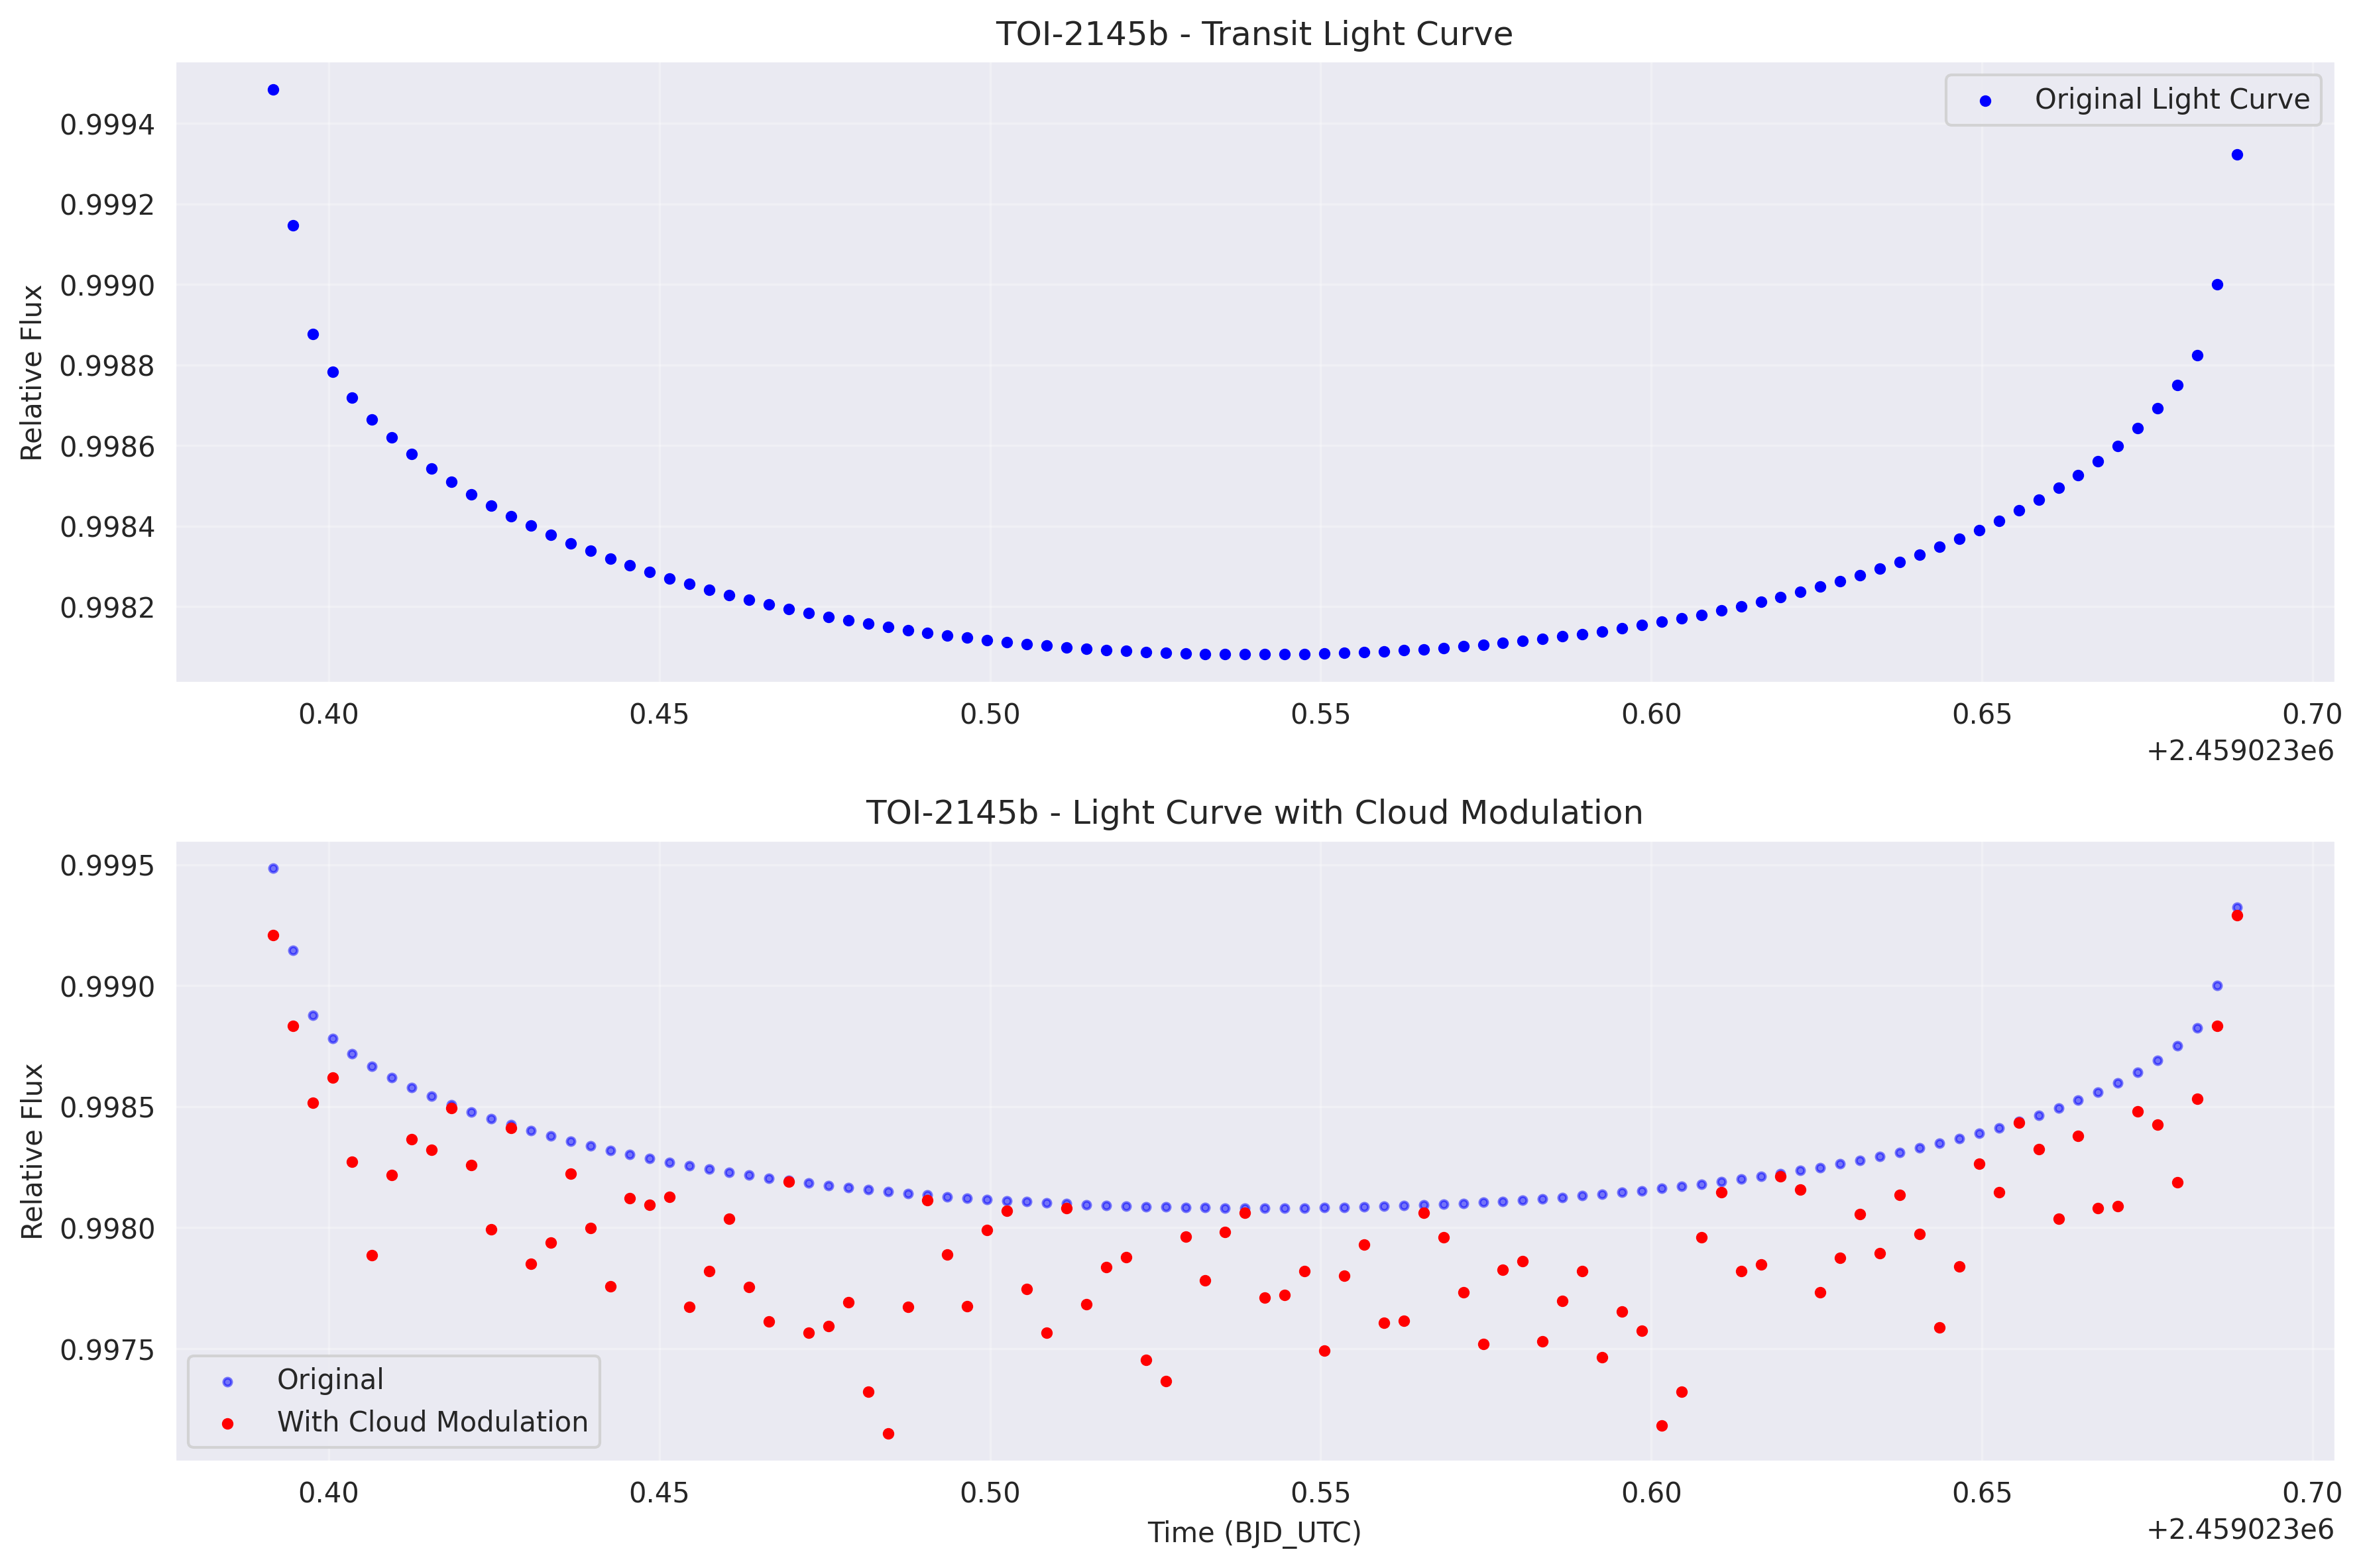 TOI-2145b - Transit Light Curve
Original Light Curve
Relative Flux
0.9994
0.9992
0.9990
0.9988
0.9986
0.9984
0.9982
0.40 0.45 0.50 0.55 0.60 0.65 0.70
+2.459023e6
TOI-2145b - Light Curve with Cloud Modulation
Relative Flux
0.9995
0.9990
0.9985
0.9980
0.9975
Original
With Cloud Modulation
0.40 0.45 0.50 0.55 0.60 0.65 0.70
Time (BJD_UTC)
+2.459023e6